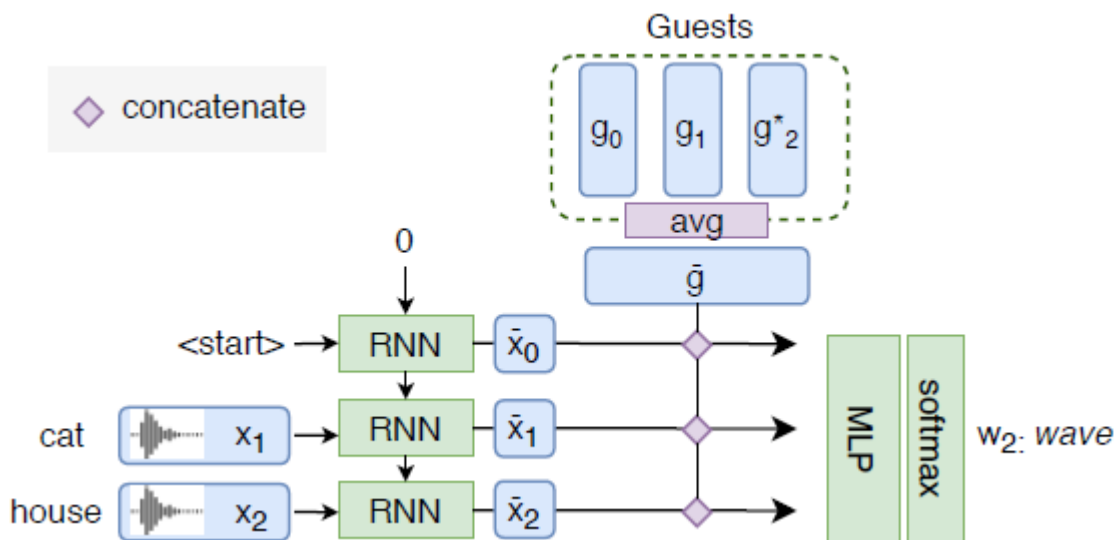 Guests
concatenate
g₀ g₁ g*₂
avg
0
ḡ
<start> RNN x̄₀
cat x₁ RNN x̄₁
house x₂ RNN x̄₂
MLP
softmax
w₂: wave